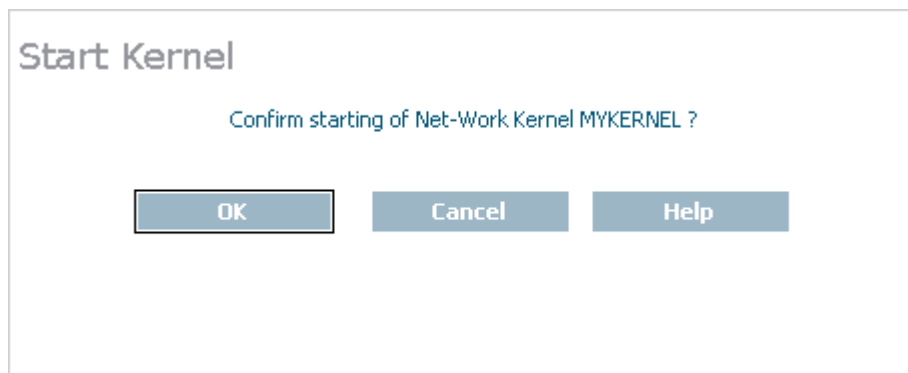 Start Kernel
Confirm starting of Net-Work Kernel MYKERNEL ?
OK Cancel Help